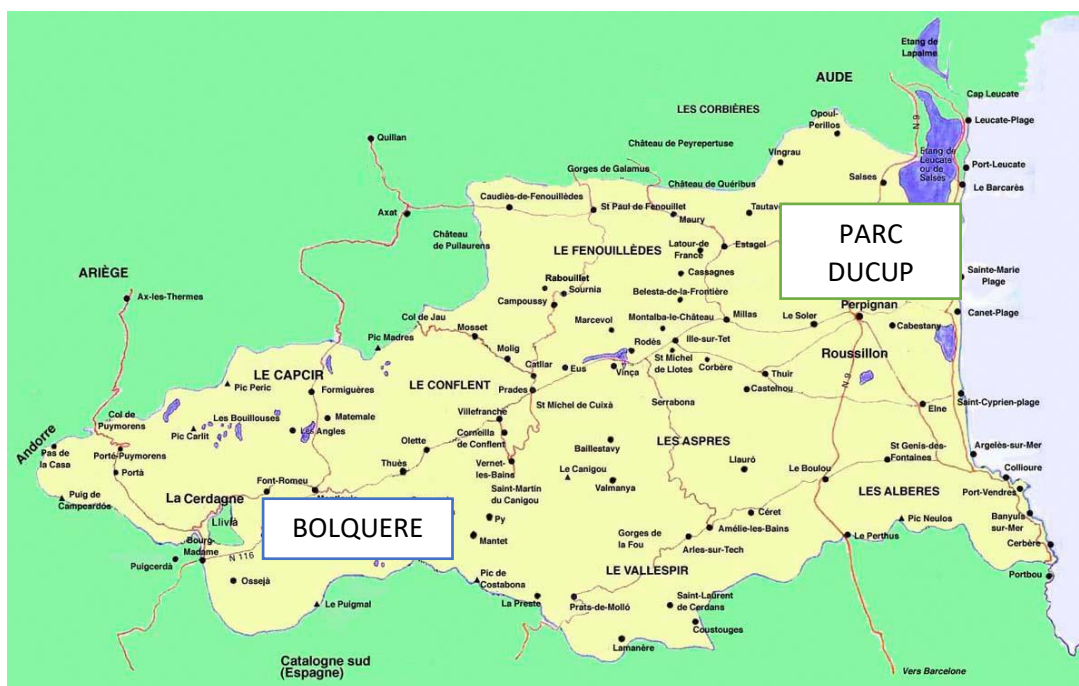 Etang de
Lapalme
AUDE
Cap Leucate
LES CORBIÈRES
Opoul-
Perillos
N 9
Leucate-Plage
Quillan
Château de Peyrepertuse
Vingrau
Etang de
Leucate
ou de
Salses
Port-Leucate
Gorges de Galamus
Château de Quéribus
Salses
Le Barcarès
Caudiès-de-Fenouillèdes
St Paul de Fenouillet
Maury
Axat
Château
de Puilaurens
LE FENOUILLÈDES
Latour-de
France
Estagel
PARC
DUCUP
ARIÈGE
Ax-les-Thermes
Rabouillet
Sournia
Campoussy
Cassagnes
Belesta-de-la-Frontière
Sainte-Marie
Plage
Col de Jau
Mosset
Marcevol
Montalba-le-Château
Millas
Le Soler
Perpignan
Cabestany
Canet-Plage
Pic Madres
Molig
Rodès
Ille-sur-Tet
St Michel
de Llotes
Corbère
Roussillon
LE CAPCIR
Pic Peric
Formiguères
LE CONFLENT
Catllar
Eus
Vinça
Thuir
Castelnou
N 9
Prades
St Michel de Cuixà
Serrabona
Elne
Saint-Cyprien-plage
Andorre
Col de
Puymorens
Les Bouillouses
Matemale
Les Angles
Pic Carlit
Villefranche
Corneilla
de Conflent
Olette
Baillestavy
LES ASPRES
St Genis-des-
Fontaines
Argelès-sur-Mer
Pas de
la Casa
Porté-Puymorens
Portà
Thuès
Vernet-
les-Bains
Le Canigou
Valmanya
Llauró
Le Boulou
Collioure
Puig de
Campeardós
La Cerdagne
Font-Romeu
Saint-Martin
du Canigou
LES ALBERES
Port-Vendres
Llivià
BOLQUERE
Py
Mantet
Gorges de
la Fou
Céret
Amélie-les-Bains
Pic Neulos
Banyuls
sur-Mer
Bourg-
Madame
N 116
Puigcerdà
Arles-sur-Tech
Le Perthus
Cerbère
Ossejà
Pic de
Costabona
LE VALLESPIR
Portbou
Le Puigmal
La Preste
Prats-de-Molló
Saint-Laurent
de Cerdans
Coustouges
Lamanère
Catalogne sud
(Espagne)
Vers Barcelone